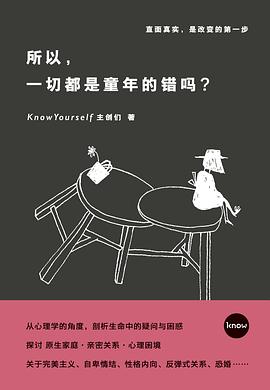 直面真实，是改变的第一步
所以，
一切都是童年的错吗？
KnowYourself 主创们 著
从心理学的角度，剖析生命中的疑问与困惑
know
探讨 原生家庭·亲密关系·心理困境
关于完美主义、自卑情结、性格内向、反弹式关系、恐婚……